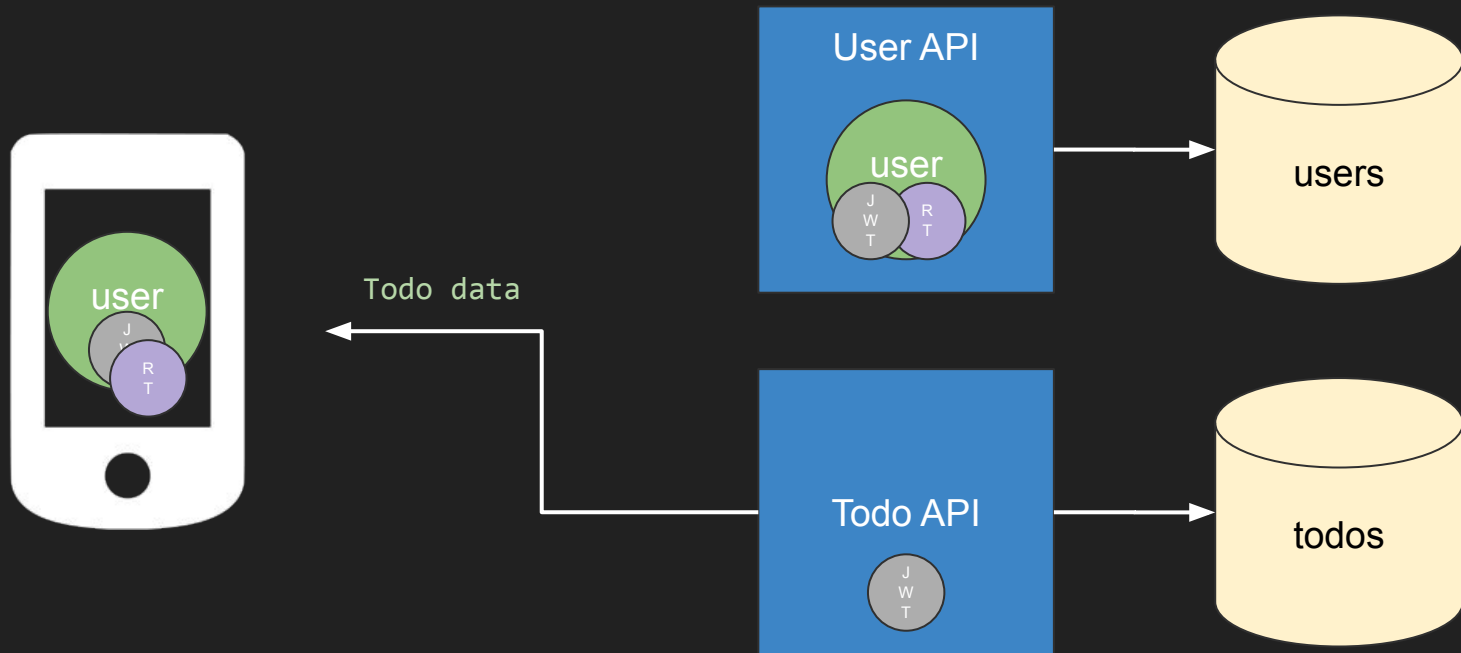 User API
user
J
W
T
R
T
users
user
J
R
T
Todo data
Todo API
J
W
T
todos